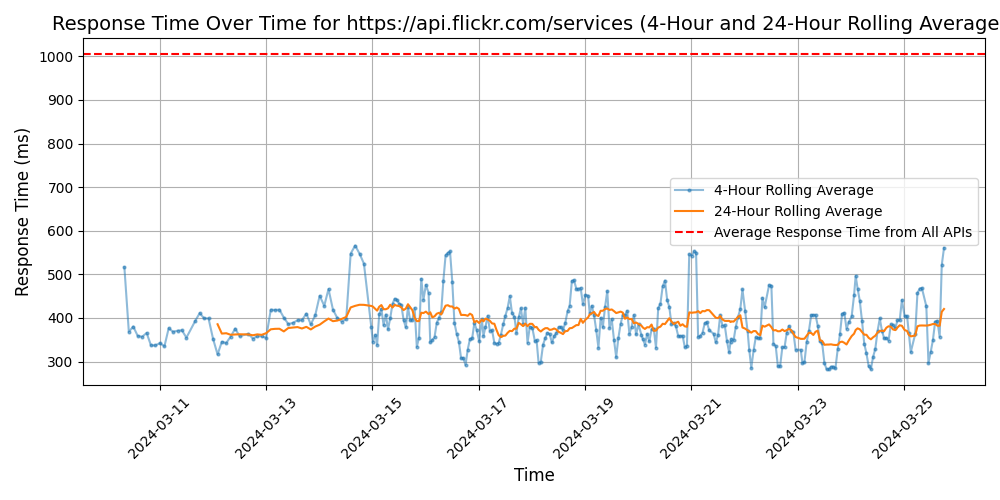 Response Time Over Time for https://api.flickr.com/services (4-Hour and 24-Hour Rolling Average
1000
900
800
700
600
500
400
300
Response Time (ms)
4-Hour Rolling Average
24-Hour Rolling Average
Average Response Time from All APIs
2024-03-11
2024-03-13
2024-03-15
2024-03-17
2024-03-19
2024-03-21
2024-03-23
2024-03-25
Time